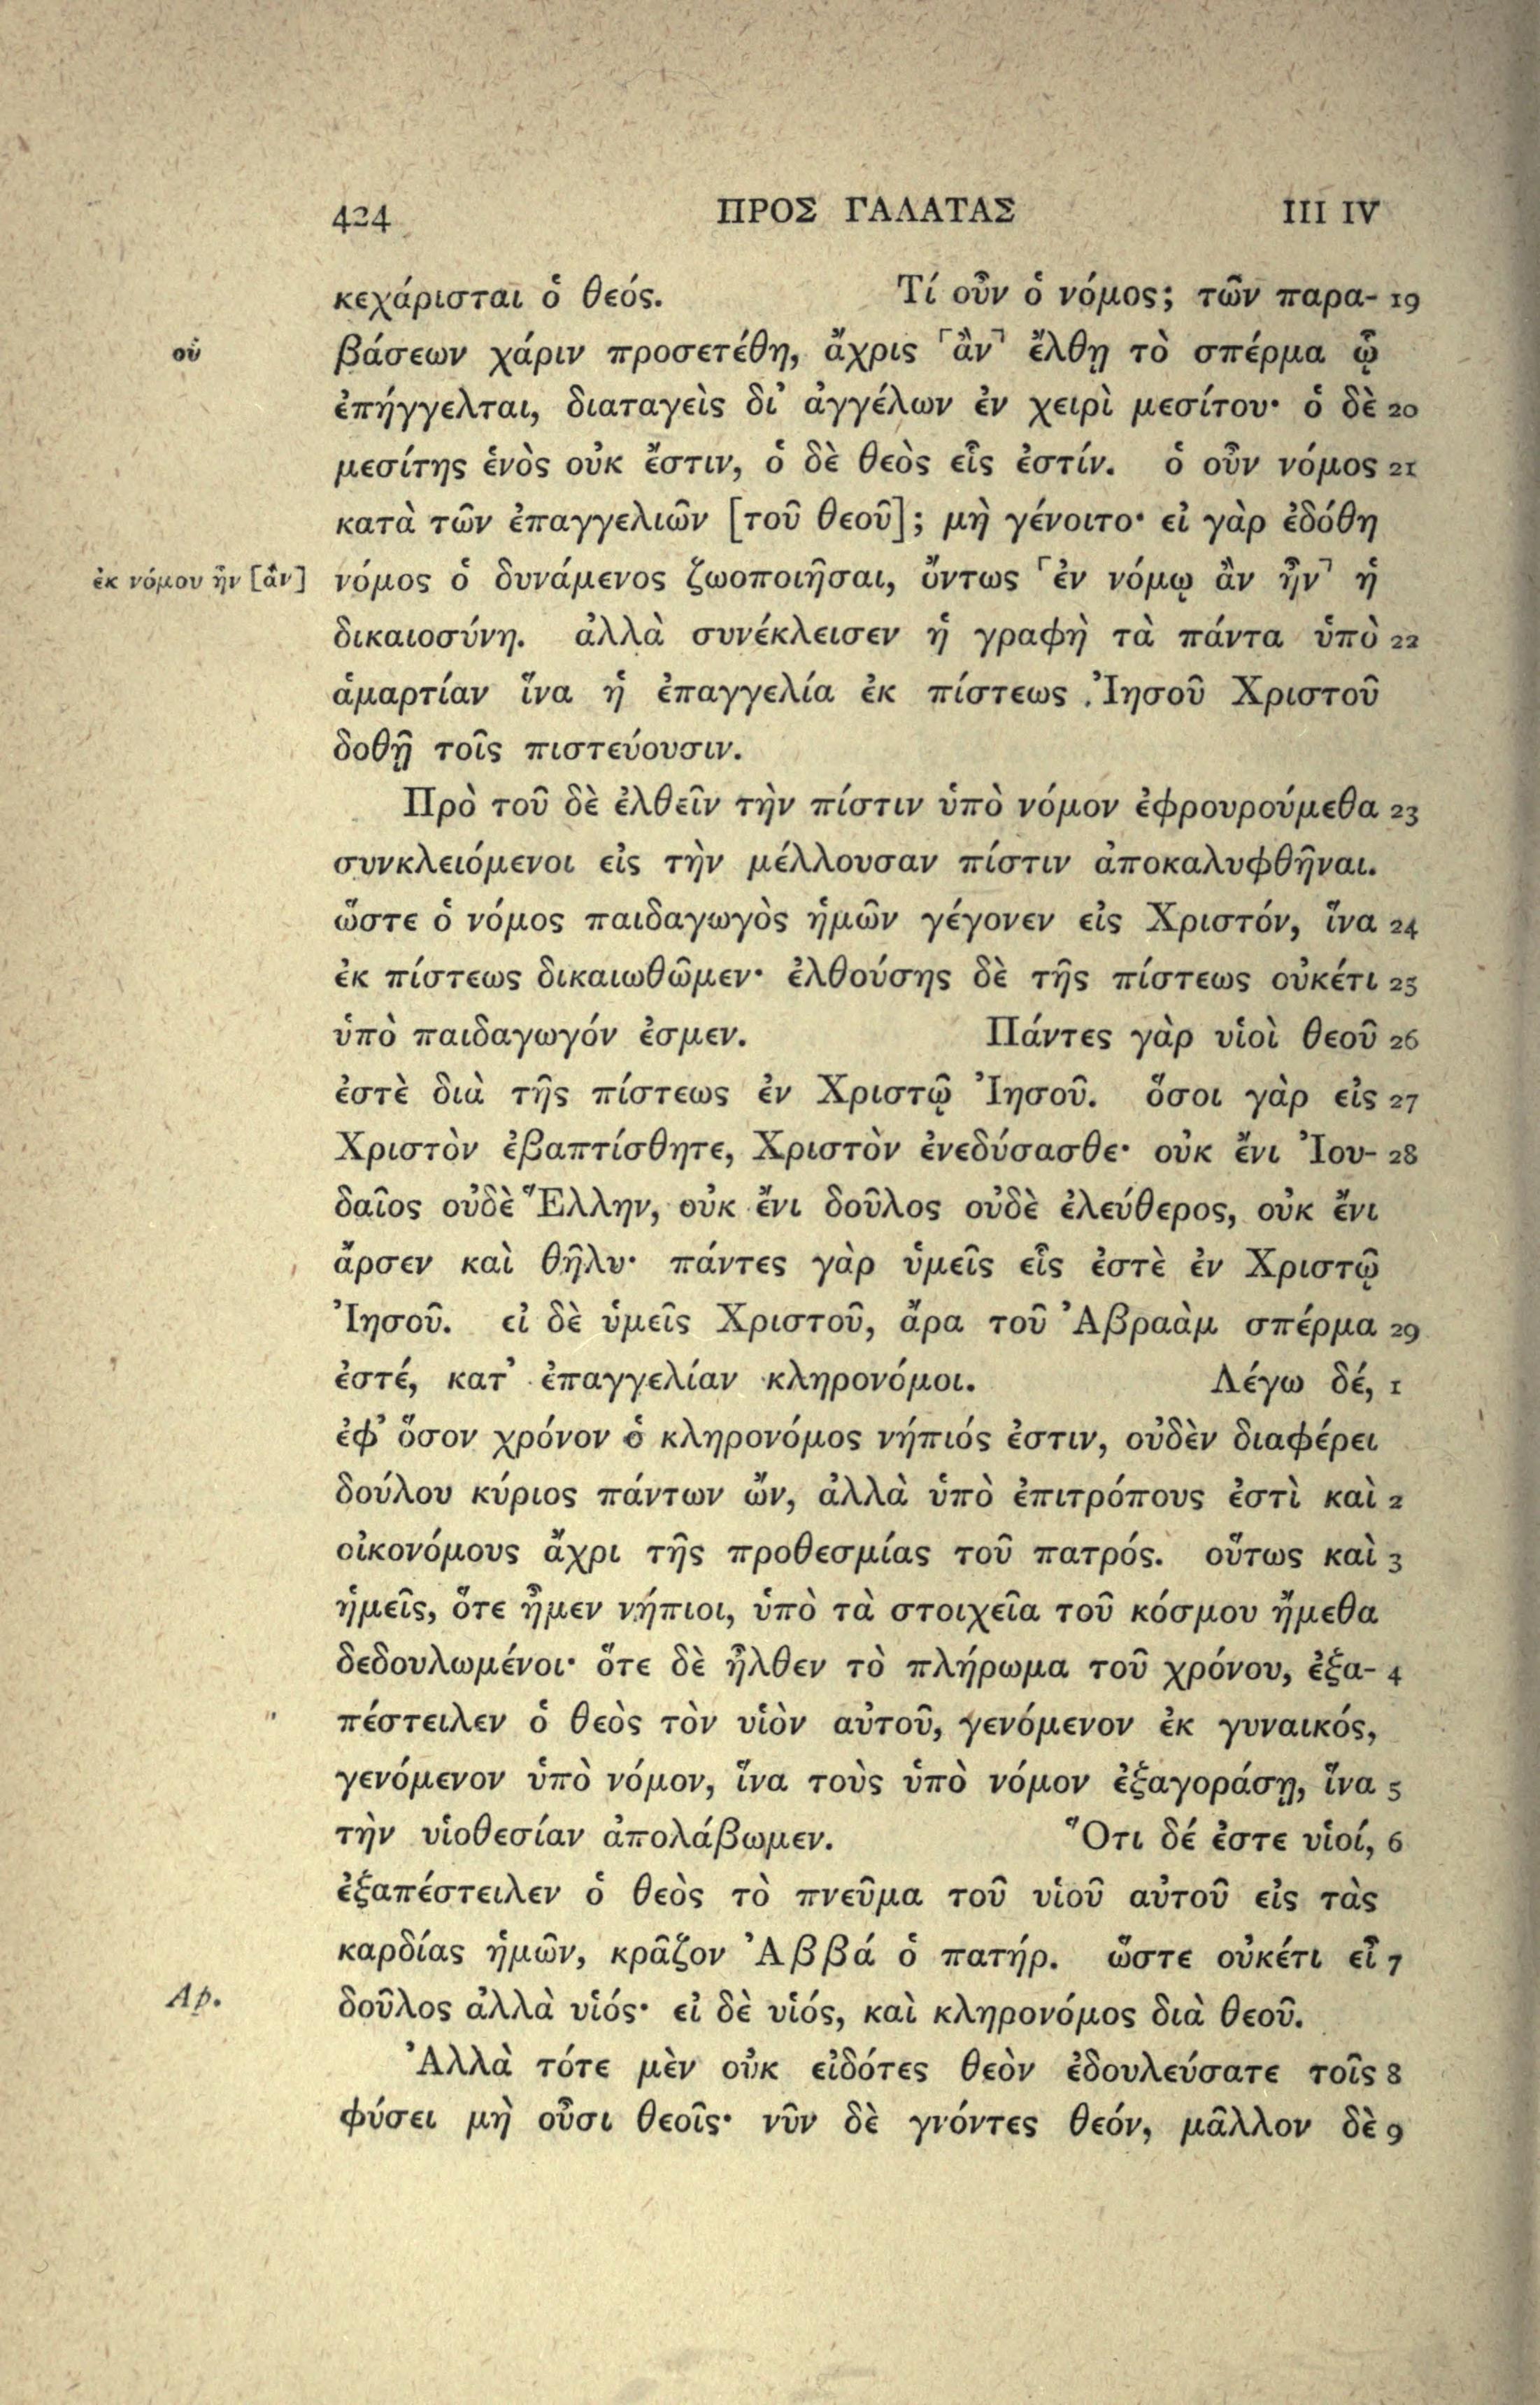 424 ΠΡΟΣ ΓΑΛΑΤΑΣ III IV
κεχάρισται ὁ θεός. Τί οὖν ὁ νόμος; τῶν παρα- 19
οὗ βάσεων χάριν προσετέθη, ἄχρις ⌜ἂν⌝ ἔλθῃ τὸ σπέρμα ᾧ
ἐπήγγελται, διαταγεὶς δι’ ἀγγέλων ἐν χειρὶ μεσίτου· ὁ δὲ 20
μεσίτης ἑνὸς οὐκ ἔστιν, ὁ δὲ θεὸς εἷς ἐστίν. ὁ οὖν νόμος 21
κατὰ τῶν ἐπαγγελιῶν [τοῦ θεοῦ]; μὴ γένοιτο· εἰ γὰρ ἐδόθη
ἐκ νόμου ἦν [ἂν] νόμος ὁ δυνάμενος ζωοποιῆσαι, ὄντως ⌜ἐν νόμῳ ἂν ἦν⌝ ἡ
δικαιοσύνη. ἀλλὰ συνέκλεισεν ἡ γραφὴ τὰ πάντα ὑπὸ 22
ἁμαρτίαν ἵνα ἡ ἐπαγγελία ἐκ πίστεως Ἰησοῦ Χριστοῦ
δοθῇ τοῖς πιστεύουσιν.
Πρὸ τοῦ δὲ ἐλθεῖν τὴν πίστιν ὑπὸ νόμον ἐφρουρούμεθα 23
συνκλειόμενοι εἰς τὴν μέλλουσαν πίστιν ἀποκαλυφθῆναι.
ὥστε ὁ νόμος παιδαγωγὸς ἡμῶν γέγονεν εἰς Χριστόν, ἵνα 24
ἐκ πίστεως δικαιωθῶμεν· ἐλθούσης δὲ τῆς πίστεως οὐκέτι 25
ὑπὸ παιδαγωγόν ἐσμεν. Πάντες γὰρ υἱοὶ θεοῦ 26
ἐστὲ διὰ τῆς πίστεως ἐν Χριστῷ Ἰησοῦ. ὅσοι γὰρ εἰς 27
Χριστὸν ἐβαπτίσθητε, Χριστὸν ἐνεδύσασθε· οὐκ ἔνι Ἰου- 28
δαῖος οὐδὲ Ἕλλην, οὐκ ἔνι δοῦλος οὐδὲ ἐλεύθερος, οὐκ ἔνι
ἄρσεν καὶ θῆλυ· πάντες γὰρ ὑμεῖς εἷς ἐστὲ ἐν Χριστῷ
Ἰησοῦ. εἰ δὲ ὑμεῖς Χριστοῦ, ἄρα τοῦ Ἀβραὰμ σπέρμα 29
ἐστέ, κατ’ ἐπαγγελίαν κληρονόμοι. Λέγω δέ, 1
ἐφ’ ὅσον χρόνον ὁ κληρονόμος νήπιός ἐστιν, οὐδὲν διαφέρει
δούλου κύριος πάντων ὤν, ἀλλὰ ὑπὸ ἐπιτρόπους ἐστὶ καὶ 2
οἰκονόμους ἄχρι τῆς προθεσμίας τοῦ πατρός. οὕτως καὶ 3
ἡμεῖς, ὅτε ἦμεν νήπιοι, ὑπὸ τὰ στοιχεῖα τοῦ κόσμου ἤμεθα
δεδουλωμένοι· ὅτε δὲ ἦλθεν τὸ πλήρωμα τοῦ χρόνου, ἐξα- 4
πέστειλεν ὁ θεὸς τὸν υἱὸν αὐτοῦ, γενόμενον ἐκ γυναικός,
γενόμενον ὑπὸ νόμον, ἵνα τοὺς ὑπὸ νόμον ἐξαγοράσῃ, ἵνα 5
τὴν υἱοθεσίαν ἀπολάβωμεν. Ὅτι δέ ἐστε υἱοί, 6
ἐξαπέστειλεν ὁ θεὸς τὸ πνεῦμα τοῦ υἱοῦ αὐτοῦ εἰς τὰς
καρδίας ἡμῶν, κρᾶζον Ἀββά ὁ πατήρ. ὥστε οὐκέτι εἶ 7
Ap. δοῦλος ἀλλὰ υἱός· εἰ δὲ υἱός, καὶ κληρονόμος διὰ θεοῦ.
Ἀλλὰ τότε μὲν οὐκ εἰδότες θεὸν ἐδουλεύσατε τοῖς 8
φύσει μὴ οὖσι θεοῖς· νῦν δὲ γνόντες θεόν, μᾶλλον δὲ 9